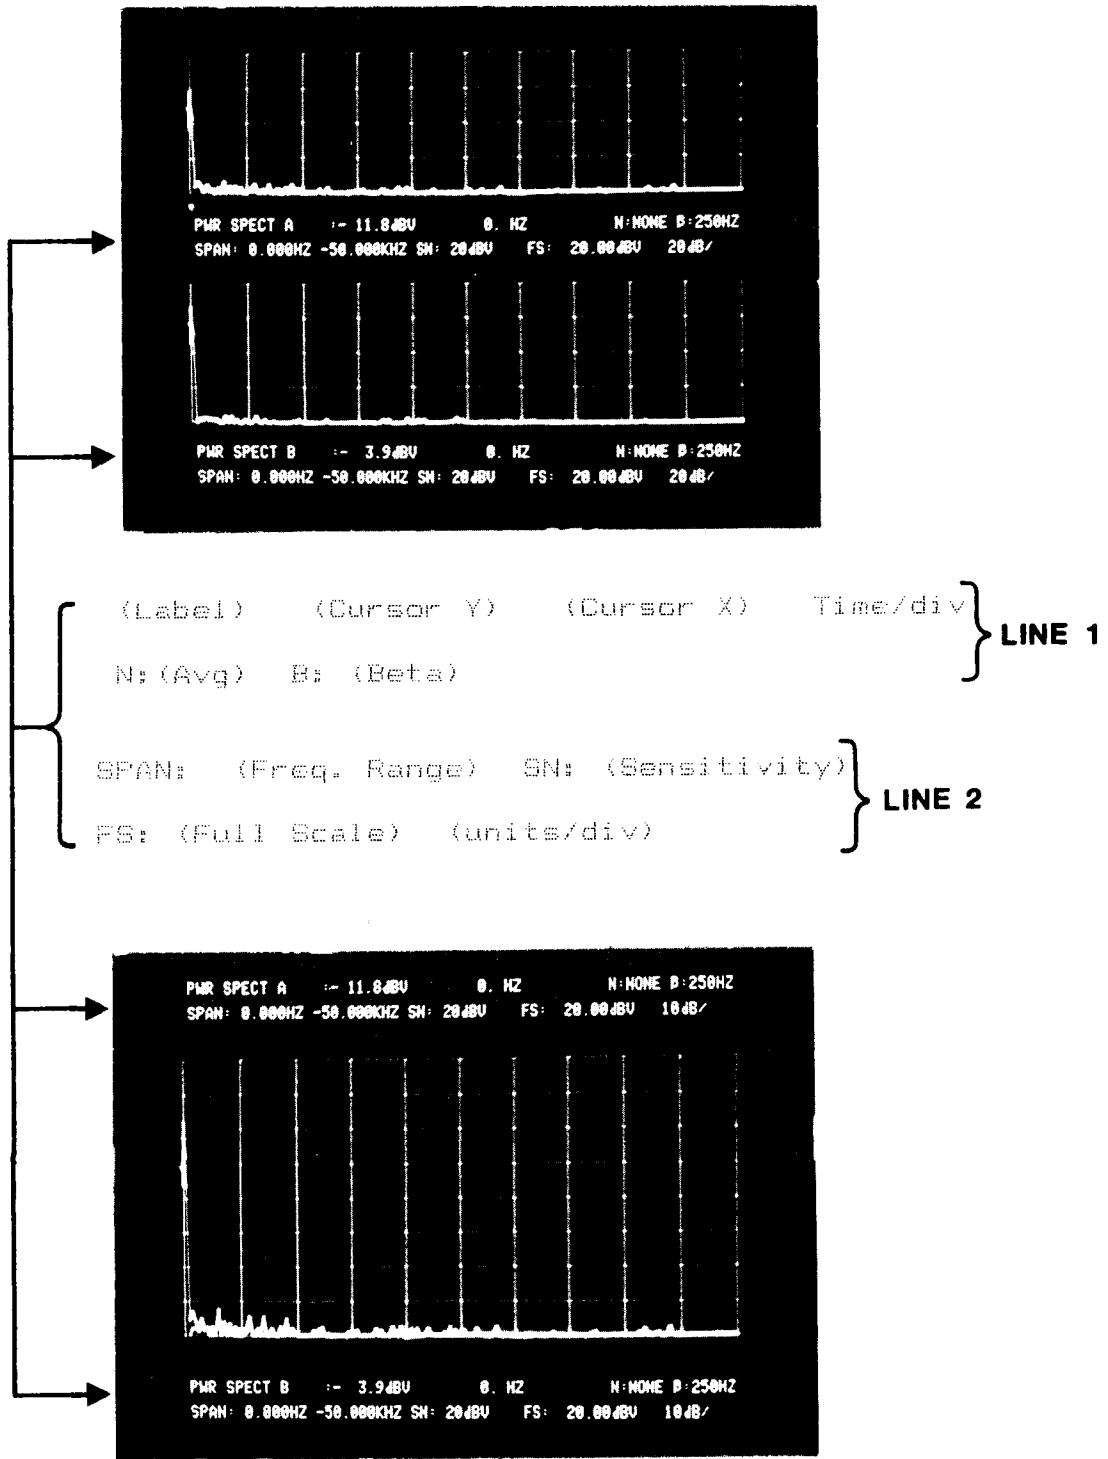 PWR SPECT A :- 11.8dBV 0. HZ N:NONE β:250HZ
SPAN: 0.000HZ -50.000KHZ SN: 20dBV FS: 20.00dBV 20dB/
PWR SPECT B :- 3.9dBV 0. HZ N:NONE β:250HZ
SPAN: 0.000HZ -50.000KHZ SN: 20dBV FS: 20.00dBV 20dB/
(Label) (Cursor Y) (Cursor X) Time/div
N:(Avg) B: (Beta)
LINE 1
SPAN: (Freq. Range) SN: (Sensitivity)
FS: (Full Scale) (units/div)
LINE 2
PWR SPECT A :- 11.8dBV 0. HZ N:NONE β:250HZ
SPAN: 0.000HZ -50.000KHZ SN: 20dBV FS: 20.00dBV 10dB/
PWR SPECT B :- 3.9dBV 0. HZ N:NONE β:250HZ
SPAN: 0.000HZ -50.000KHZ SN: 20dBV FS: 20.00dBV 10dB/